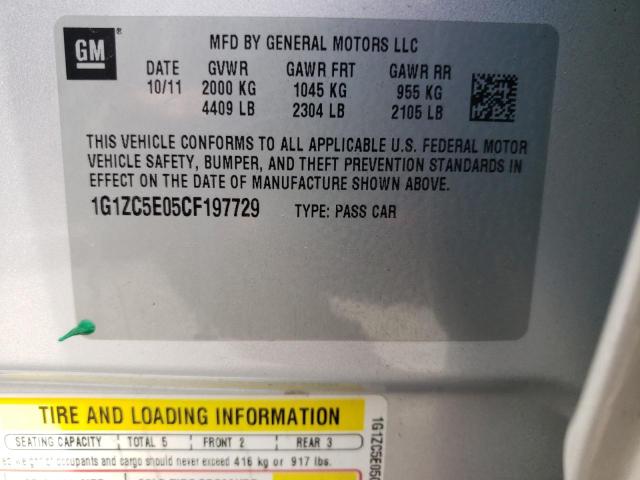 GM
MFD BY GENERAL MOTORS LLC
DATE GVWR GAWR FRT GAWR RR
10/11 2000 KG 1045 KG 955 KG
4409 LB 2304 LB 2105 LB
THIS VEHICLE CONFORMS TO ALL APPLICABLE U.S. FEDERAL MOTOR
VEHICLE SAFETY, BUMPER, AND THEFT PREVENTION STANDARDS IN
EFFECT ON THE DATE OF MANUFACTURE SHOWN ABOVE.
1G1ZC5E05CF197729 TYPE: PASS CAR
TIRE AND LOADING INFORMATION
SEATING CAPACITY TOTAL 5 FRONT 2 REAR 3
weight of occupants and cargo should never exceed 416 kg or 917 lbs.
1G1ZC5E05